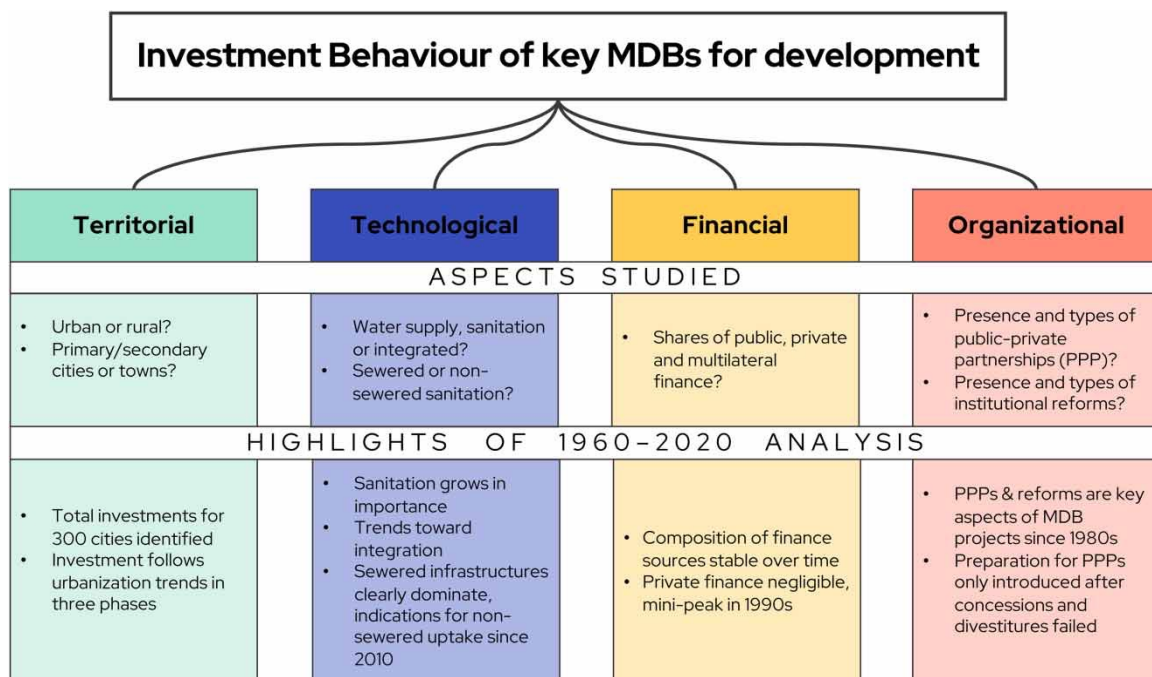 Investment Behaviour of key MDBs for development
Territorial
Technological
Financial
Organizational
ASPECTS STUDIED
• Urban or rural?
• Primary/secondary
cities or towns?
• Water supply, sanitation
or integrated?
• Sewered or non-
sewered sanitation?
• Shares of public, private
and multilateral
finance?
• Presence and types of
public-private
partnerships (PPP)?
• Presence and types of
institutional reforms?
HIGHLIGHTS OF 1960–2020 ANALYSIS
• Total investments for
300 cities identified
• Investment follows
urbanization trends in
three phases
• Sanitation grows in
importance
• Trends toward
integration
• Sewered infrastructures
clearly dominate,
indications for non-
sewered uptake since
2010
• Composition of finance
sources stable over time
• Private finance negligible,
mini-peak in 1990s
• PPPs & reforms are key
aspects of MDB
projects since 1980s
• Preparation for PPPs
only introduced after
concessions and
divestitures failed